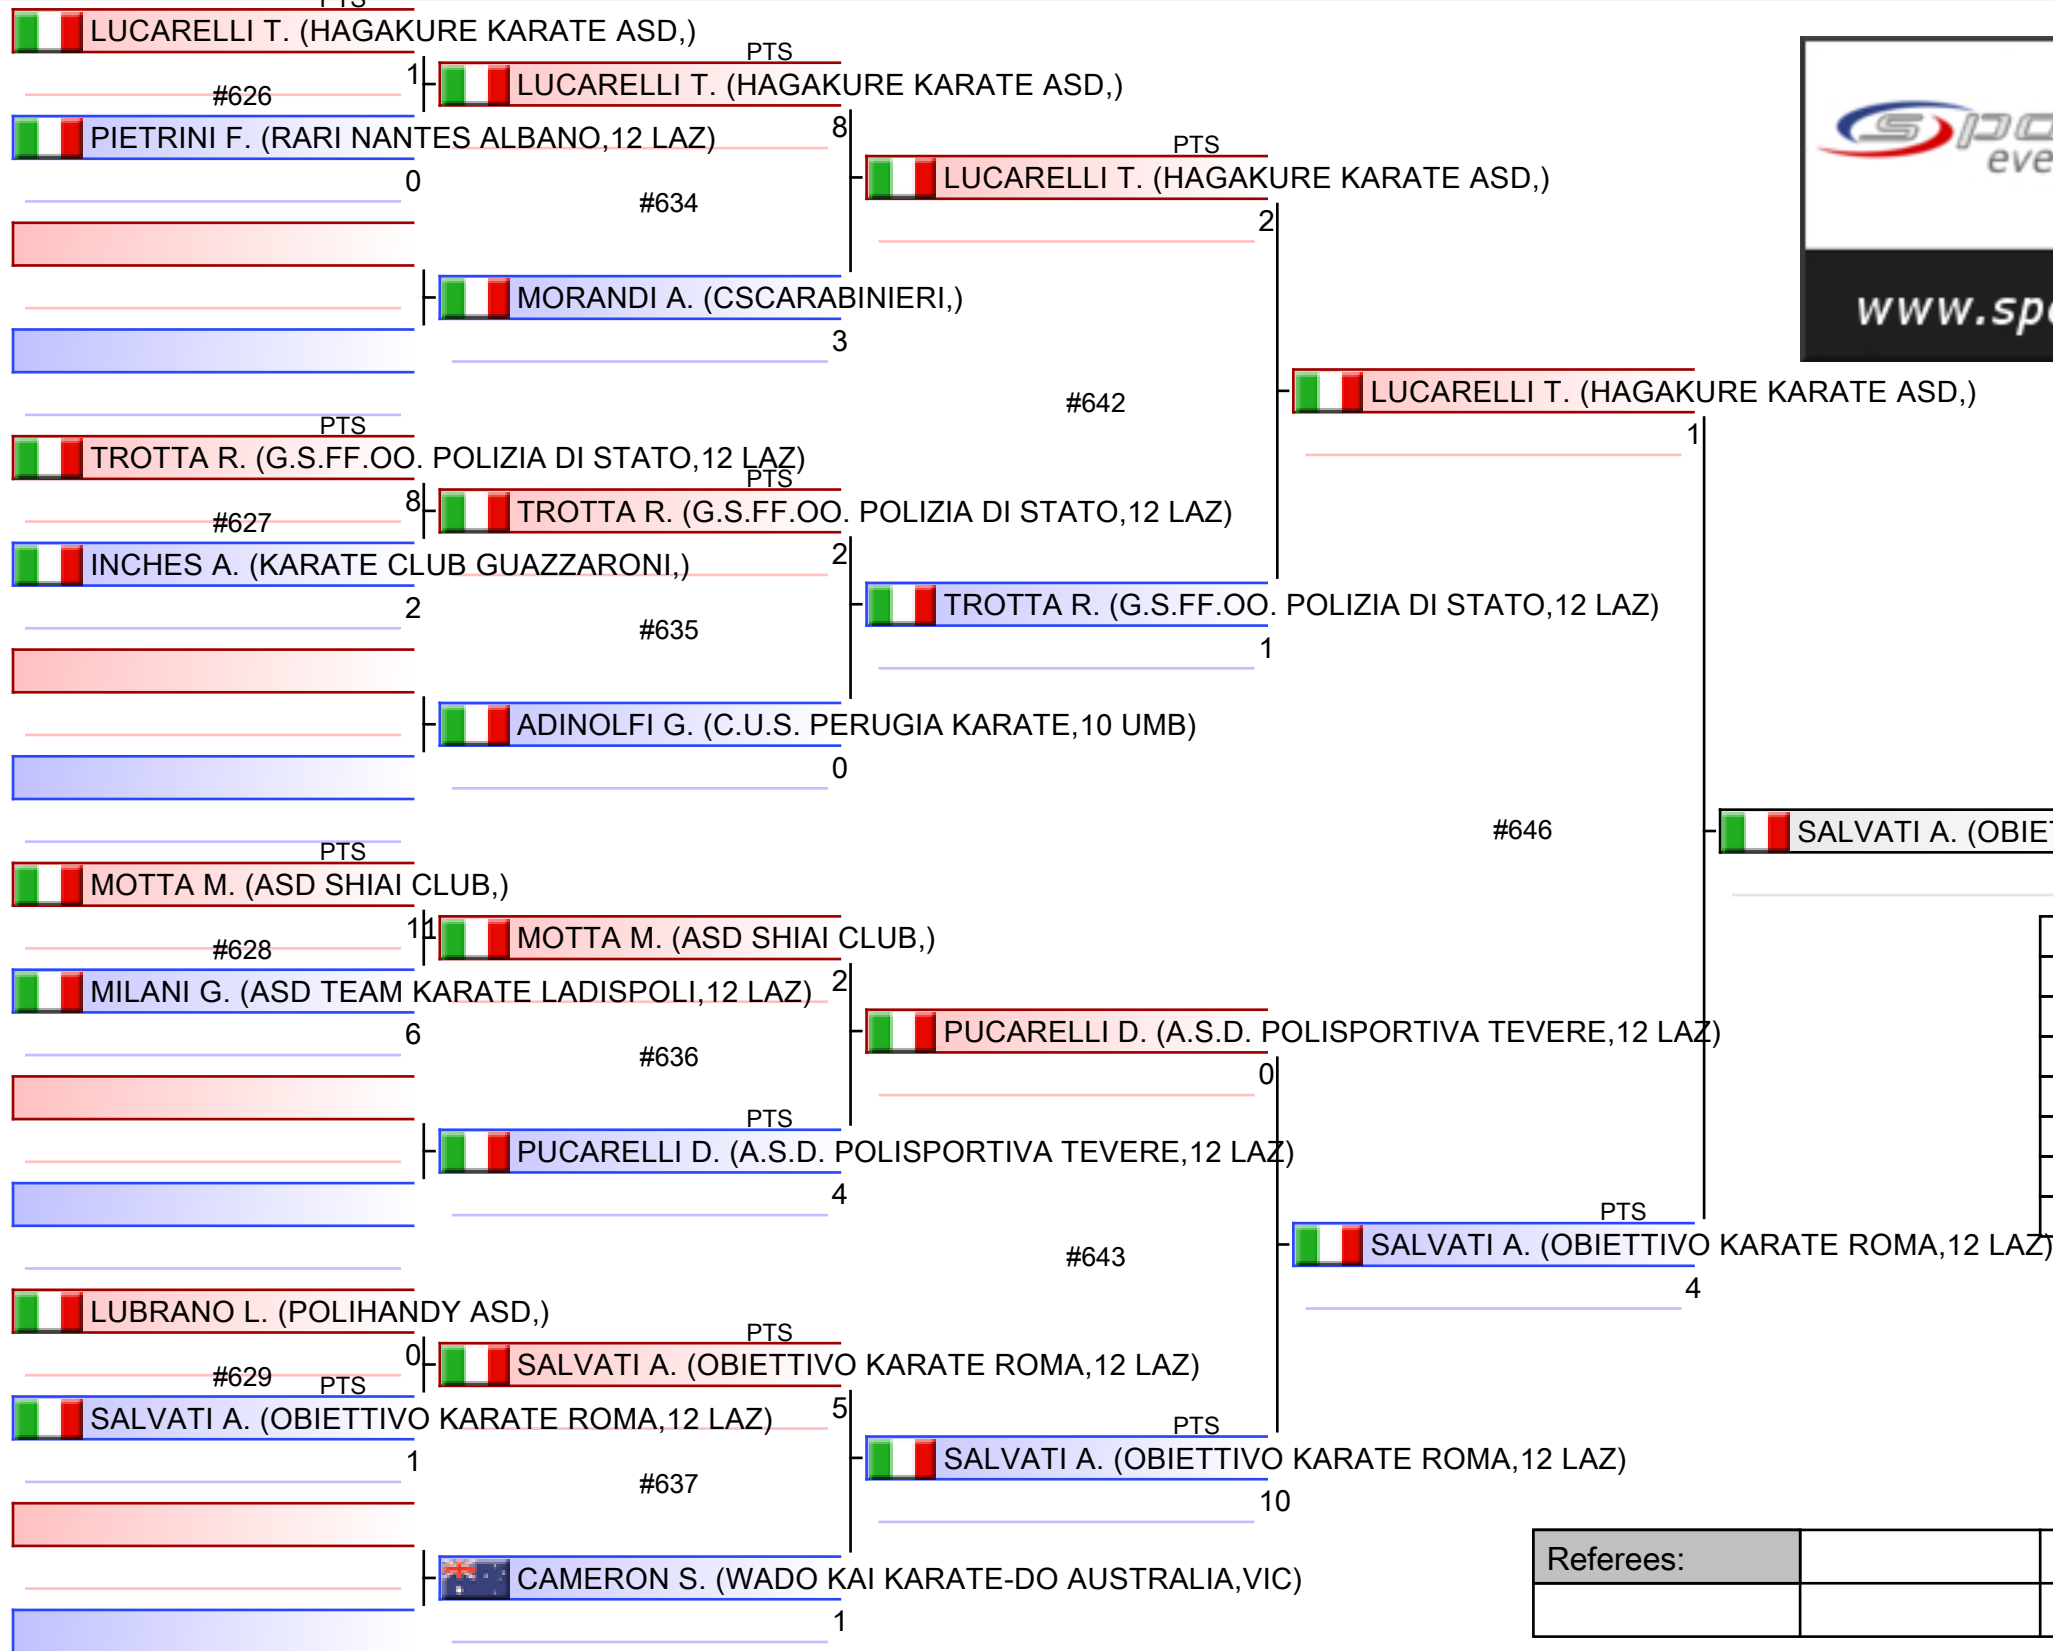 PTS
LUCARELLI T. (HAGAKURE KARATE ASD,)
1
#626
PIETRINI F. (RARI NANTES ALBANO,12 LAZ)
0
PTS
TROTTA R. (G.S.FF.OO. POLIZIA DI STATO,12 LAZ)
8
#627
INCHES A. (KARATE CLUB GUAZZARONI,)
2
PTS
MOTTA M. (ASD SHIAI CLUB,)
11
#628
MILANI G. (ASD TEAM KARATE LADISPOLI,12 LAZ)
6
LUBRANO L. (POLIHANDY ASD,)
0
#629
PTS
SALVATI A. (OBIETTIVO KARATE ROMA,12 LAZ)
1
PTS
LUCARELLI T. (HAGAKURE KARATE ASD,)
8
#634
MORANDI A. (CSCARABINIERI,)
3
PTS
TROTTA R. (G.S.FF.OO. POLIZIA DI STATO,12 LAZ)
2
#635
ADINOLFI G. (C.U.S. PERUGIA KARATE,10 UMB)
0
MOTTA M. (ASD SHIAI CLUB,)
2
#636
PTS
PUCARELLI D. (A.S.D. POLISPORTIVA TEVERE,12 LAZ)
4
PTS
SALVATI A. (OBIETTIVO KARATE ROMA,12 LAZ)
5
#637
CAMERON S. (WADO KAI KARATE-DO AUSTRALIA,VIC)
1
PTS
LUCARELLI T. (HAGAKURE KARATE ASD,)
2
#642
TROTTA R. (G.S.FF.OO. POLIZIA DI STATO,12 LAZ)
1
PUCARELLI D. (A.S.D. POLISPORTIVA TEVERE,12 LAZ)
0
#643
PTS
SALVATI A. (OBIETTIVO KARATE ROMA,12 LAZ)
10
LUCARELLI T. (HAGAKURE KARATE ASD,)
1
#646
PTS
SALVATI A. (OBIETTIVO KARATE ROMA,12 LAZ)
4
SALVATI A. (OBIE
spo
eve
www.sp
Referees: